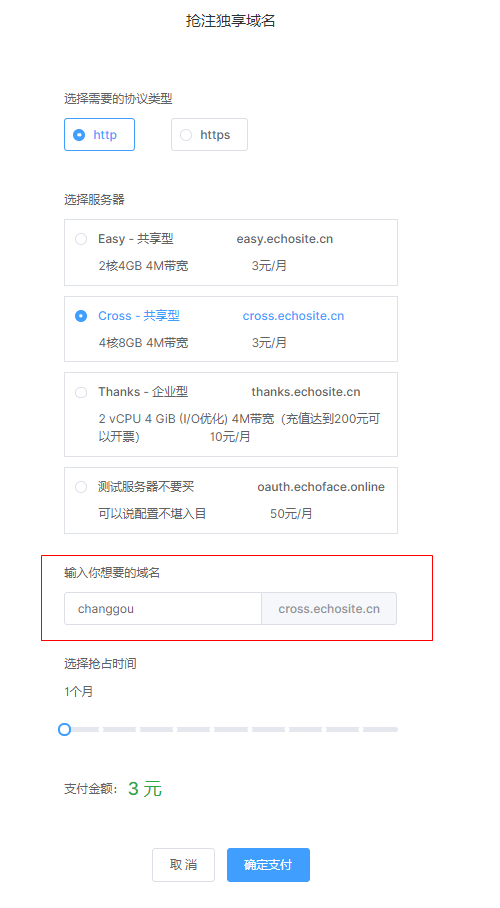 抢注独享域名
选择需要的协议类型
http https
选择服务器
Easy - 共享型 easy.echosite.cn
2核4GB 4M带宽 3元/月
Cross - 共享型 cross.echosite.cn
4核8GB 4M带宽 3元/月
Thanks - 企业型 thanks.echosite.cn
2 vCPU 4 GiB (I/O优化) 4M带宽（充值达到200元可
以开票） 10元/月
测试服务器不要买 oauth.echoface.online
可以说配置不堪入目 50元/月
输入你想要的域名
changgou cross.echosite.cn
选择抢占时间
1个月
支付金额： 3 元
取 消 确定支付